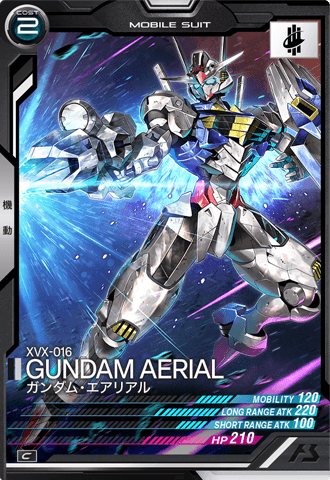 COST
2
MOBILE SUIT
機動
XVX-016
GUNDAM AERIAL
ガンダム・エアリアル
MOBILITY 120
LONG RANGE ATK 220
SHORT RANGE ATK 100
HP 210
C